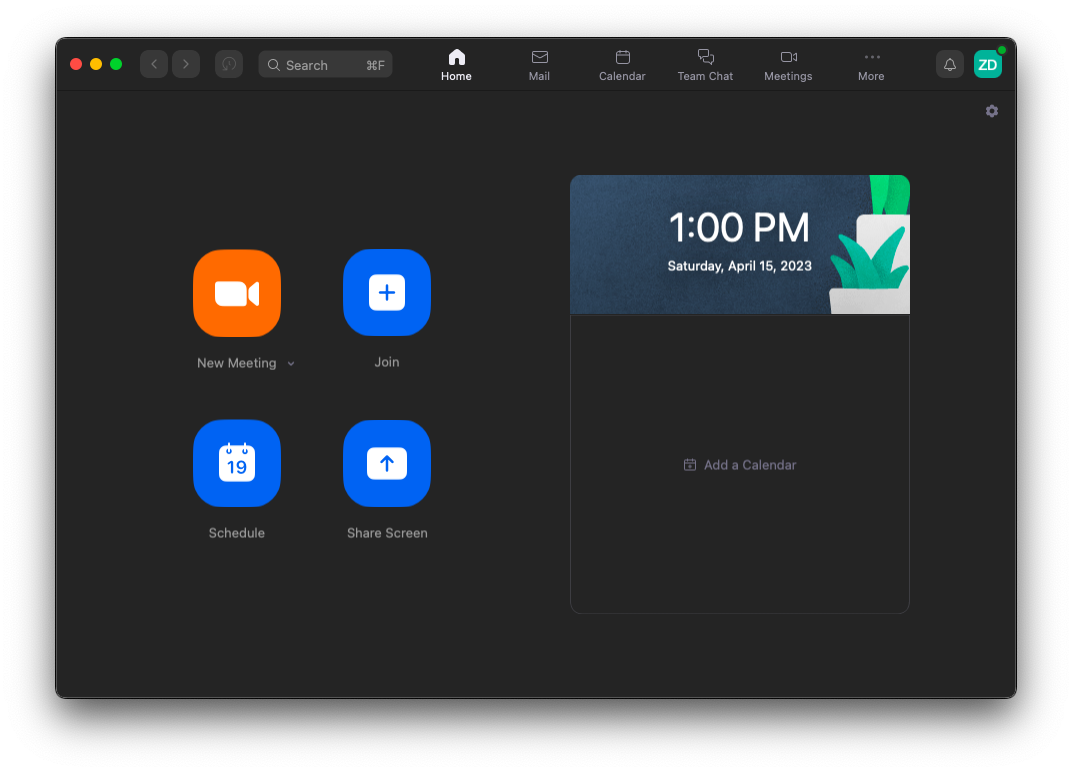 Search ⌘F
Home
Mail
Calendar
Team Chat
Meetings
More
ZD
1:00 PM
Saturday, April 15, 2023
New Meeting
Join
19
Schedule
Share Screen
Add a Calendar